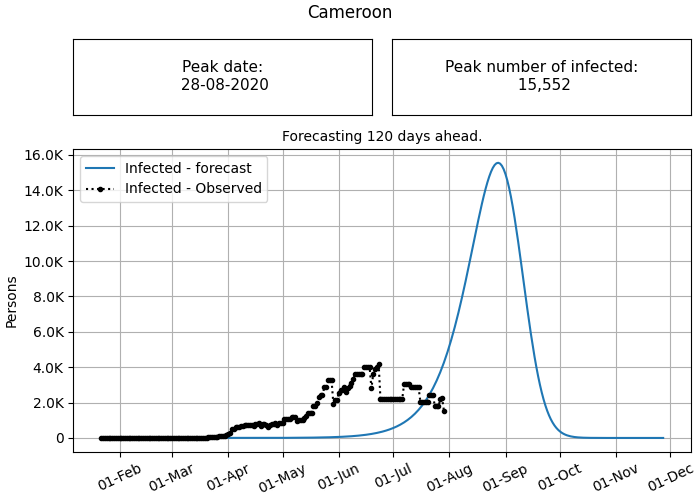 Cameroon
Peak date:
28-08-2020
Peak number of infected:
15,552
Forecasting 120 days ahead.
Infected - forecast
Infected - Observed
Persons
16.0K
14.0K
12.0K
10.0K
8.0K
6.0K
4.0K
2.0K
0
01-Feb
01-Mar
01-Apr
01-May
01-Jun
01-Jul
01-Aug
01-Sep
01-Oct
01-Nov
01-Dec